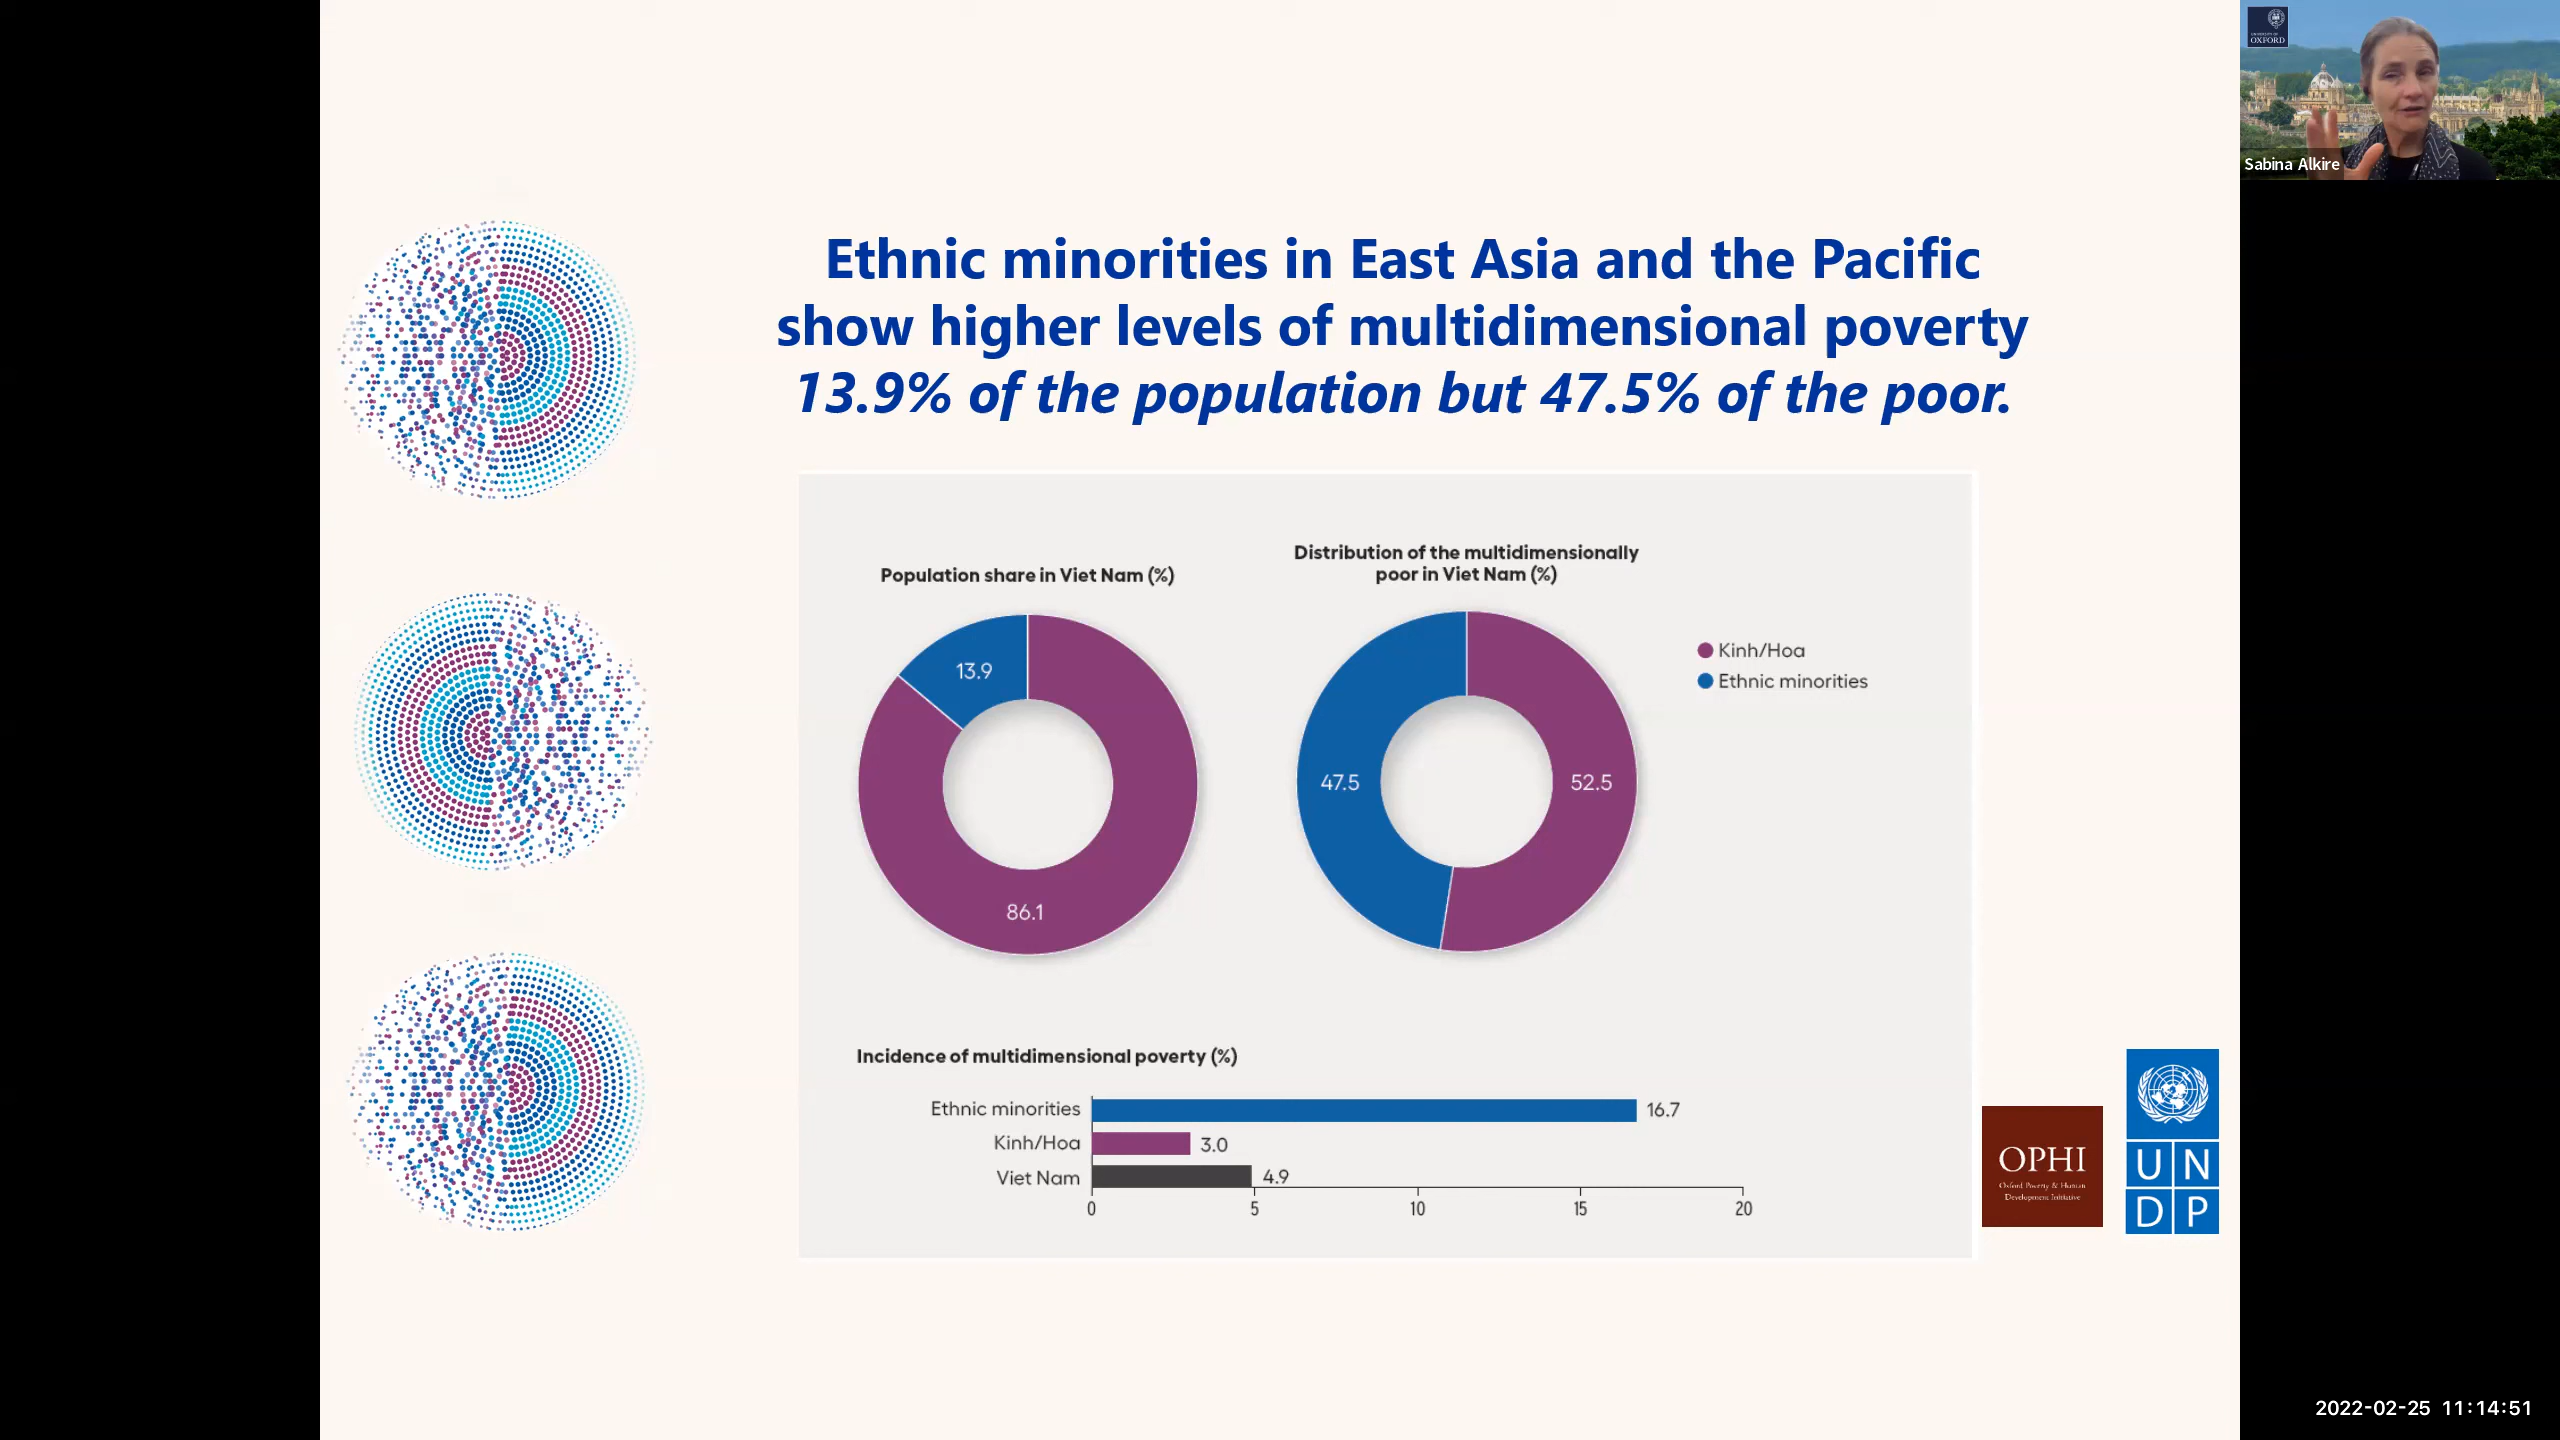 UNIVERSITY OF
OXFORD
Sabina Alkire
Ethnic minorities in East Asia and the Pacific
show higher levels of multidimensional poverty
13.9% of the population but 47.5% of the poor.
Population share in Viet Nam (%)
13.9
86.1
Distribution of the multidimensionally
poor in Viet Nam (%)
47.5
52.5
Kinh/Hoa
Ethnic minorities
Incidence of multidimensional poverty (%)
Ethnic minorities 16.7
Kinh/Hoa 3.0
Viet Nam 4.9
0 5 10 15 20
OPHI
Oxford Poverty & Human
Development Initiative
U N
D P
2022-02-25 11:14:51